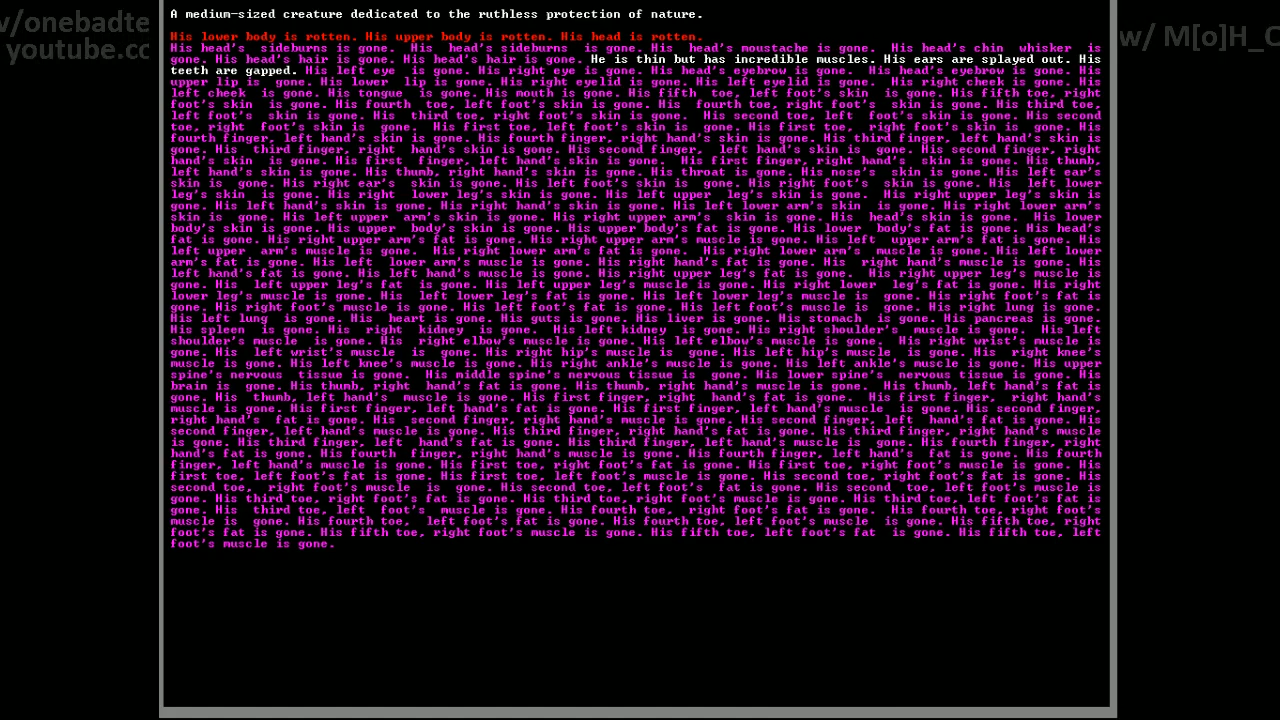 v/onebadte
youtube.cc
w/ M[o]H_C
A medium-sized creature dedicated to the ruthless protection of nature.
His lower body is rotten. His upper body is rotten. His head is rotten.
His head's sideburns is gone. His head's sideburns is gone. His head's moustache is gone. His head's chin whisker is
gone. His head's hair is gone. His head's hair is gone. He is thin but has incredible muscles. His ears are splayed out. His
teeth are gapped. His left eye is gone. His right eye is gone. His head's eyebrow is gone. His head's eyebrow is gone. His
upper lip is gone. His lower lip is gone. His right eyelid is gone. His left eyelid is gone. His right cheek is gone. His
left cheek is gone. His tongue is gone. His mouth is gone. His fifth toe, left foot's skin is gone. His fifth toe, right
foot's skin is gone. His fourth toe, left foot's skin is gone. His fourth toe, right foot's skin is gone. His third toe,
left foot's skin is gone. His third toe, right foot's skin is gone. His second toe, left foot's skin is gone. His second
toe, right foot's skin is gone. His first toe, left foot's skin is gone. His first toe, right foot's skin is gone. His
fourth finger, left hand's skin is gone. His fourth finger, right hand's skin is gone. His third finger, left hand's skin is
gone. His third finger, right hand's skin is gone. His second finger, left hand's skin is gone. His second finger, right
hand's skin is gone. His first finger, left hand's skin is gone. His first finger, right hand's skin is gone. His thumb,
left hand's skin is gone. His thumb, right hand's skin is gone. His throat is gone. His nose's skin is gone. His left ear's
skin is gone. His right ear's skin is gone. His left foot's skin is gone. His right foot's skin is gone. His left lower
leg's skin is gone. His right lower leg's skin is gone. His left upper leg's skin is gone. His right upper leg's skin is
gone. His left hand's skin is gone. His right hand's skin is gone. His left lower arm's skin is gone. His right lower arm's
skin is gone. His left upper arm's skin is gone. His right upper arm's skin is gone. His head's skin is gone. His lower
body's skin is gone. His upper body's skin is gone. His upper body's fat is gone. His lower body's fat is gone. His head's
fat is gone. His right upper arm's fat is gone. His right upper arm's muscle is gone. His left upper arm's fat is gone. His
left upper arm's muscle is gone. His right lower arm's fat is gone. His right lower arm's muscle is gone. His left lower
arm's fat is gone. His left lower arm's muscle is gone. His right hand's fat is gone. His right hand's muscle is gone. His
left hand's fat is gone. His left hand's muscle is gone. His right upper leg's fat is gone. His right upper leg's muscle is
gone. His left upper leg's fat is gone. His left upper leg's muscle is gone. His right lower leg's fat is gone. His right
lower leg's muscle is gone. His left lower leg's fat is gone. His left lower leg's muscle is gone. His right foot's fat is
gone. His right foot's muscle is gone. His left foot's fat is gone. His left foot's muscle is gone. His right lung is gone.
His left lung is gone. His heart is gone. His guts is gone. His liver is gone. His stomach is gone. His pancreas is gone.
His spleen is gone. His right kidney is gone. His left kidney is gone. His right shoulder's muscle is gone. His left
shoulder's muscle is gone. His right elbow's muscle is gone. His left elbow's muscle is gone. His right wrist's muscle is
gone. His left wrist's muscle is gone. His right hip's muscle is gone. His left hip's muscle is gone. His right knee's
muscle is gone. His left knee's muscle is gone. His right ankle's muscle is gone. His left ankle's muscle is gone. His upper
spine's nervous tissue is gone. His middle spine's nervous tissue is gone. His lower spine's nervous tissue is gone. His
brain is gone. His thumb, right hand's fat is gone. His thumb, right hand's muscle is gone. His thumb, left hand's fat is
gone. His thumb, left hand's muscle is gone. His first finger, right hand's fat is gone. His first finger, right hand's
muscle is gone. His first finger, left hand's fat is gone. His first finger, left hand's muscle is gone. His second finger,
right hand's fat is gone. His second finger, right hand's muscle is gone. His second finger, left hand's fat is gone. His
second finger, left hand's muscle is gone. His third finger, right hand's fat is gone. His third finger, right hand's muscle
is gone. His third finger, left hand's fat is gone. His third finger, left hand's muscle is gone. His fourth finger, right
hand's fat is gone. His fourth finger, right hand's muscle is gone. His fourth finger, left hand's fat is gone. His fourth
finger, left hand's muscle is gone. His first toe, right foot's fat is gone. His first toe, right foot's muscle is gone. His
first toe, left foot's fat is gone. His first toe, left foot's muscle is gone. His second toe, right foot's fat is gone. His
second toe, right foot's muscle is gone. His second toe, left foot's fat is gone. His second toe, left foot's muscle is
gone. His third toe, right foot's fat is gone. His third toe, right foot's muscle is gone. His third toe, left foot's fat is
gone. His third toe, left foot's muscle is gone. His fourth toe, right foot's fat is gone. His fourth toe, right foot's
muscle is gone. His fourth toe, left foot's fat is gone. His fourth toe, left foot's muscle is gone. His fifth toe, right
foot's fat is gone. His fifth toe, right foot's muscle is gone. His fifth toe, left foot's fat is gone. His fifth toe, left
foot's muscle is gone.